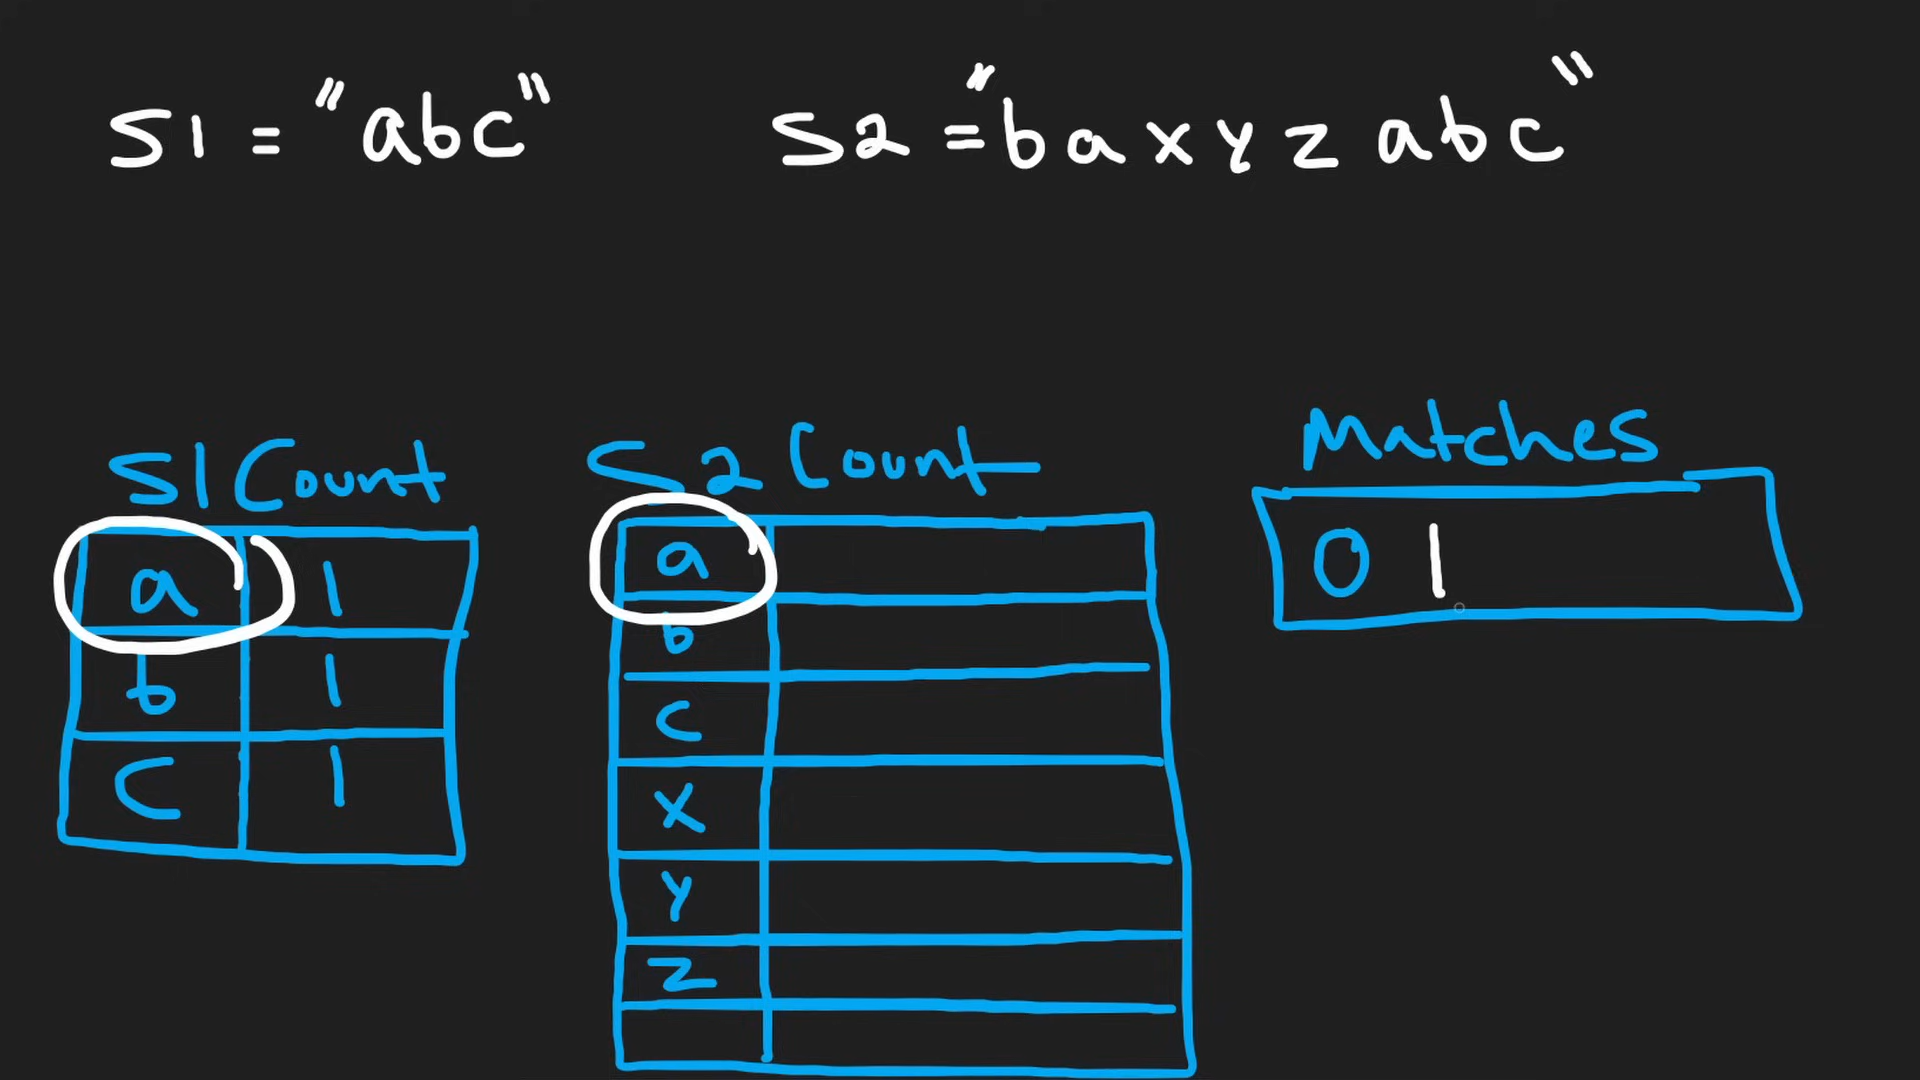 S1 = "abc"
S2 = "baxyzabc"
S1 Count
a 1
b 1
c 1
S2 Count
a
b
c
x
y
z
Matches
0 1